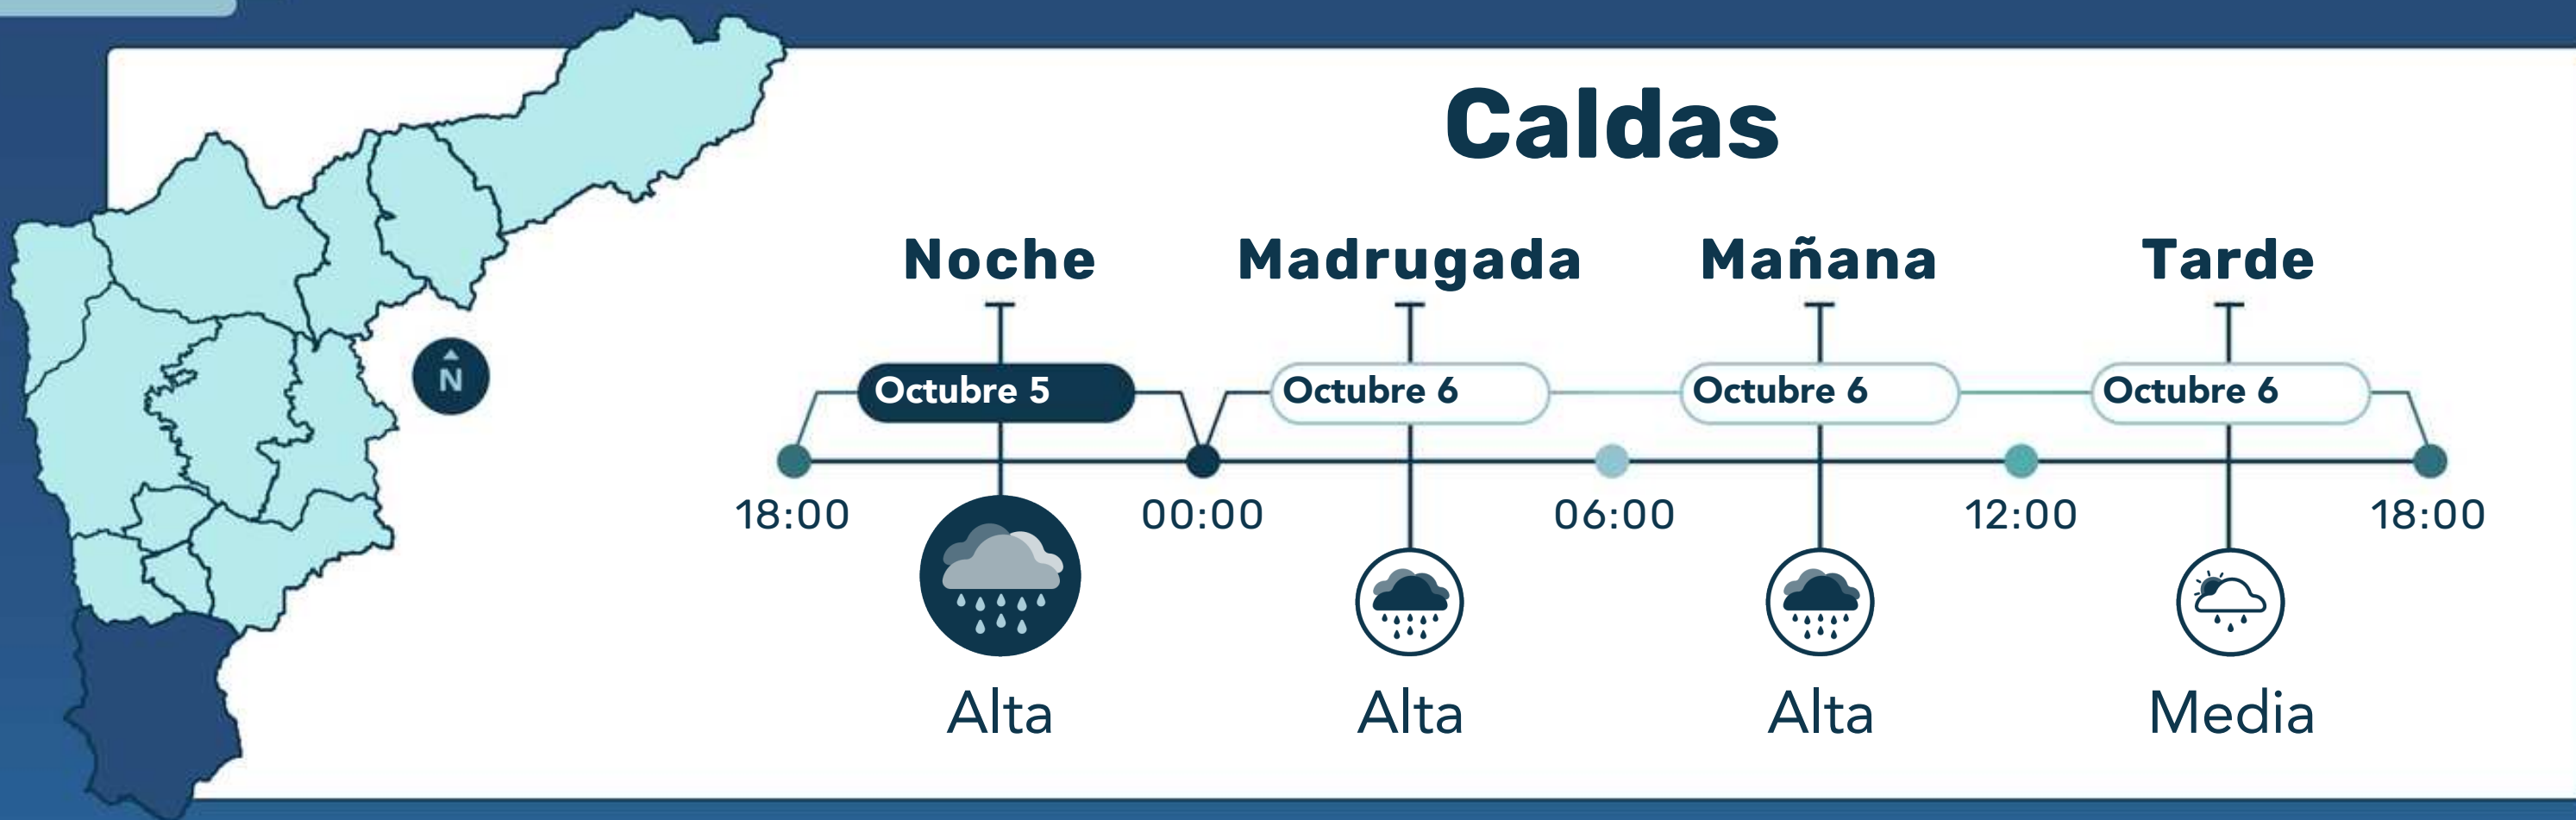 Caldas
Noche Madrugada Mañana Tarde
Octubre 5 Octubre 6 Octubre 6 Octubre 6
N
18:00 00:00 06:00 12:00 18:00
Alta Alta Alta Media